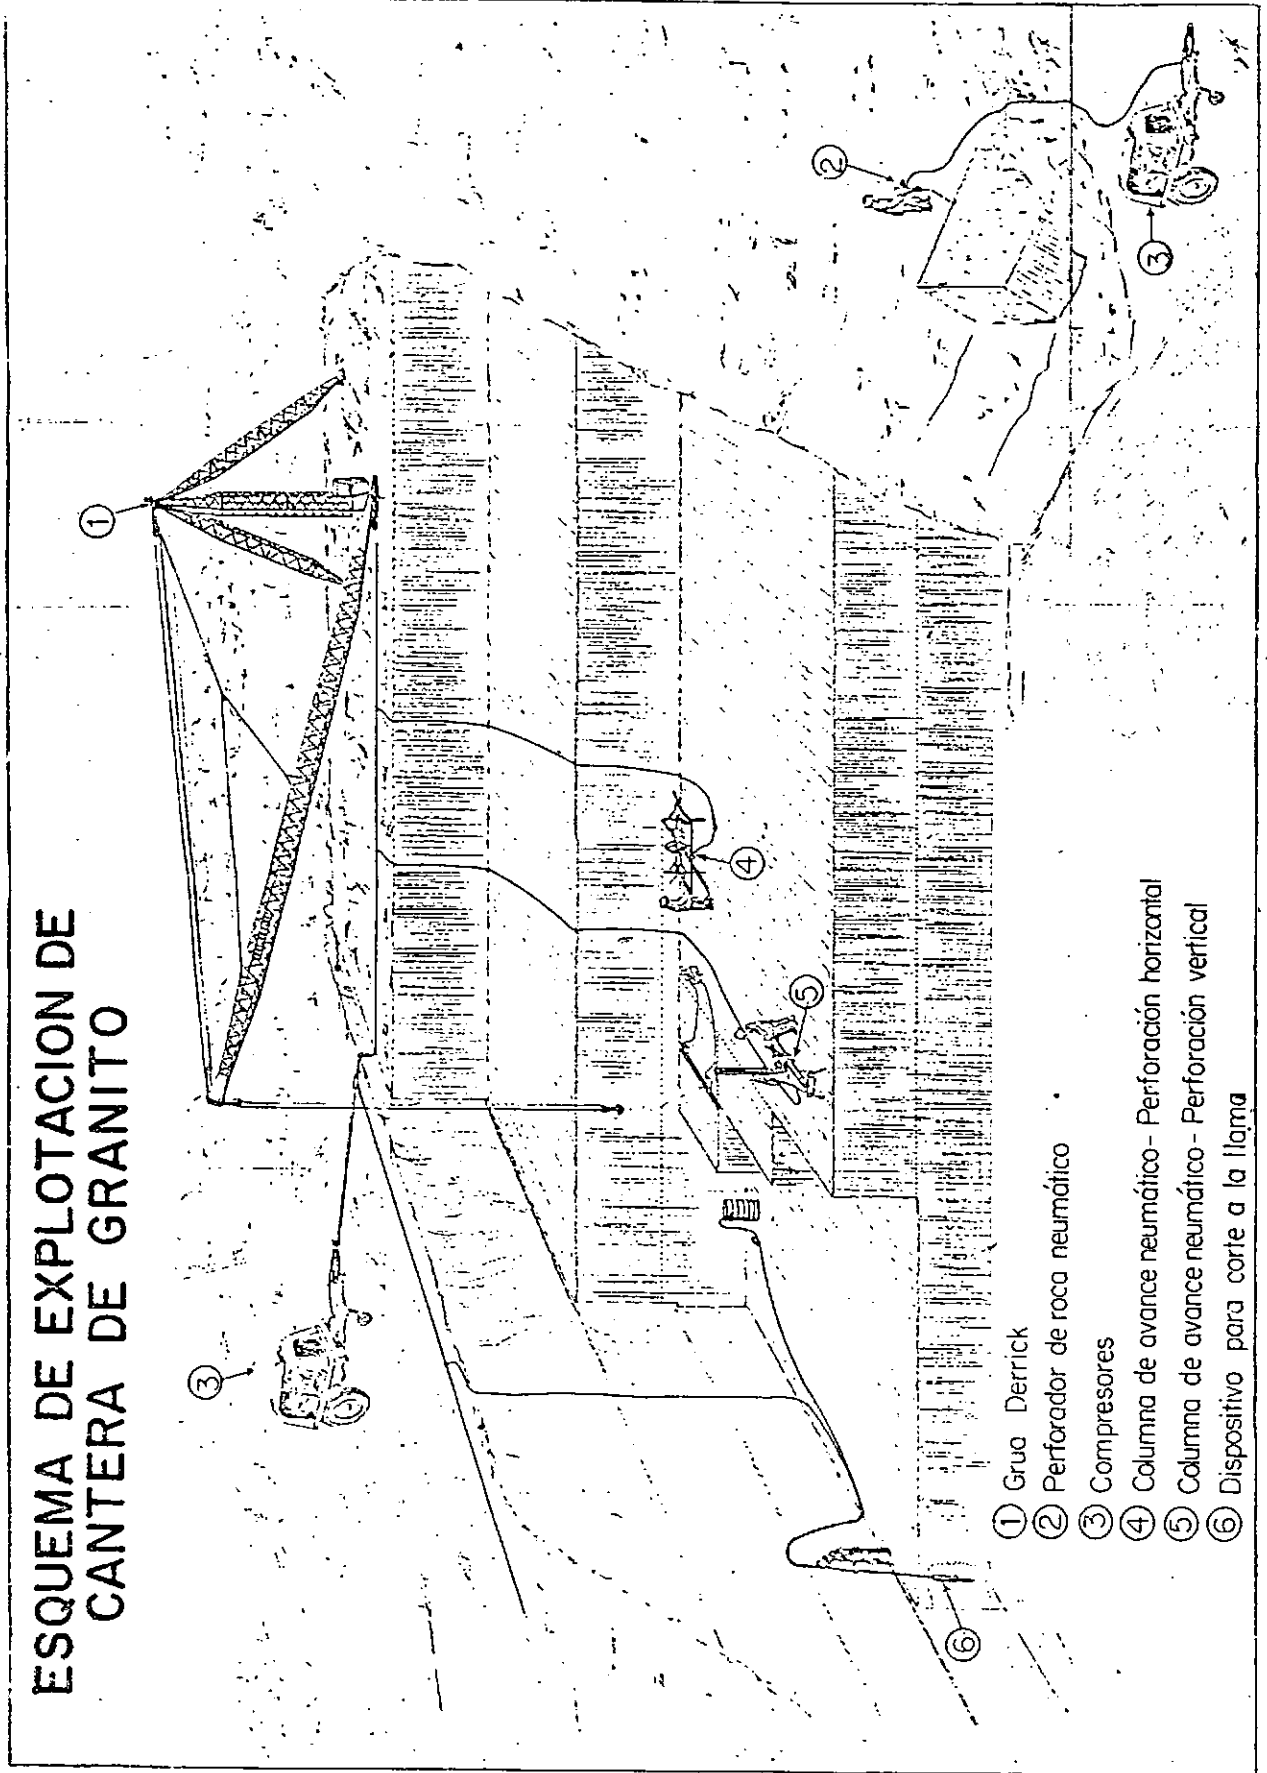 ESQUEMA DE EXPLOTACION DE
CANTERA DE GRANITO
1
2
3
3
4
5
6
1 Grua Derrick
2 Perforador de roca neumático
3 Compresores
4 Columna de avance neumático - Perforación horizontal
5 Columna de avance neumático - Perforación vertical
6 Dispositivo para corte a la llama